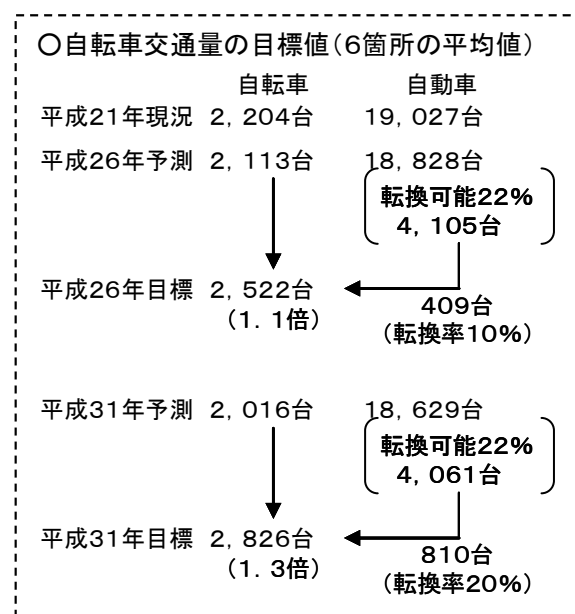 〇自転車交通量の目標値(6箇所の平均値)
自転車 自動車
平成21年現況 2,204台 19,027台
平成26年予測 2,113台 18,828台
転換可能22%
4,105台
平成26年目標 2,522台
(1.1倍)
409台
(転換率10%)
平成31年予測 2,016台 18,629台
転換可能22%
4,061台
平成31年目標 2,826台
(1.3倍)
810台
(転換率20%)